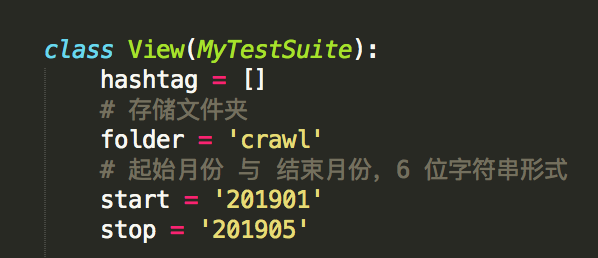 class View(MyTestSuite):
hashtag = []
# 存储文件夹
folder = 'crawl'
# 起始月份 与 结束月份, 6 位字符串形式
start = '201901'
stop = '201905'